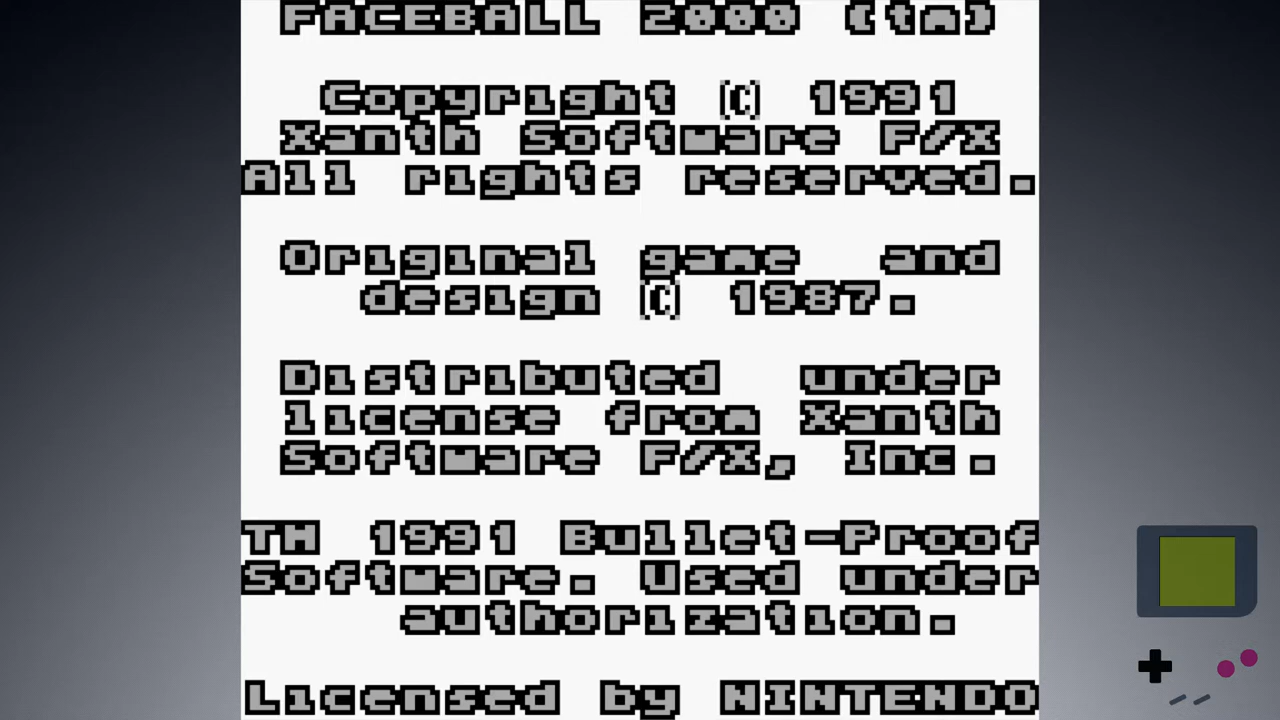 FACEBALL 2000 (tm)
Copyright (C) 1991
Xanth Software F/X
All rights reserved.
Original game and
design (C) 1987.
Distributed under
license from Xanth
Software F/X, Inc.
TM 1991 Bullet-Proof
Software. Used under
authorization.
Licensed by NINTENDO